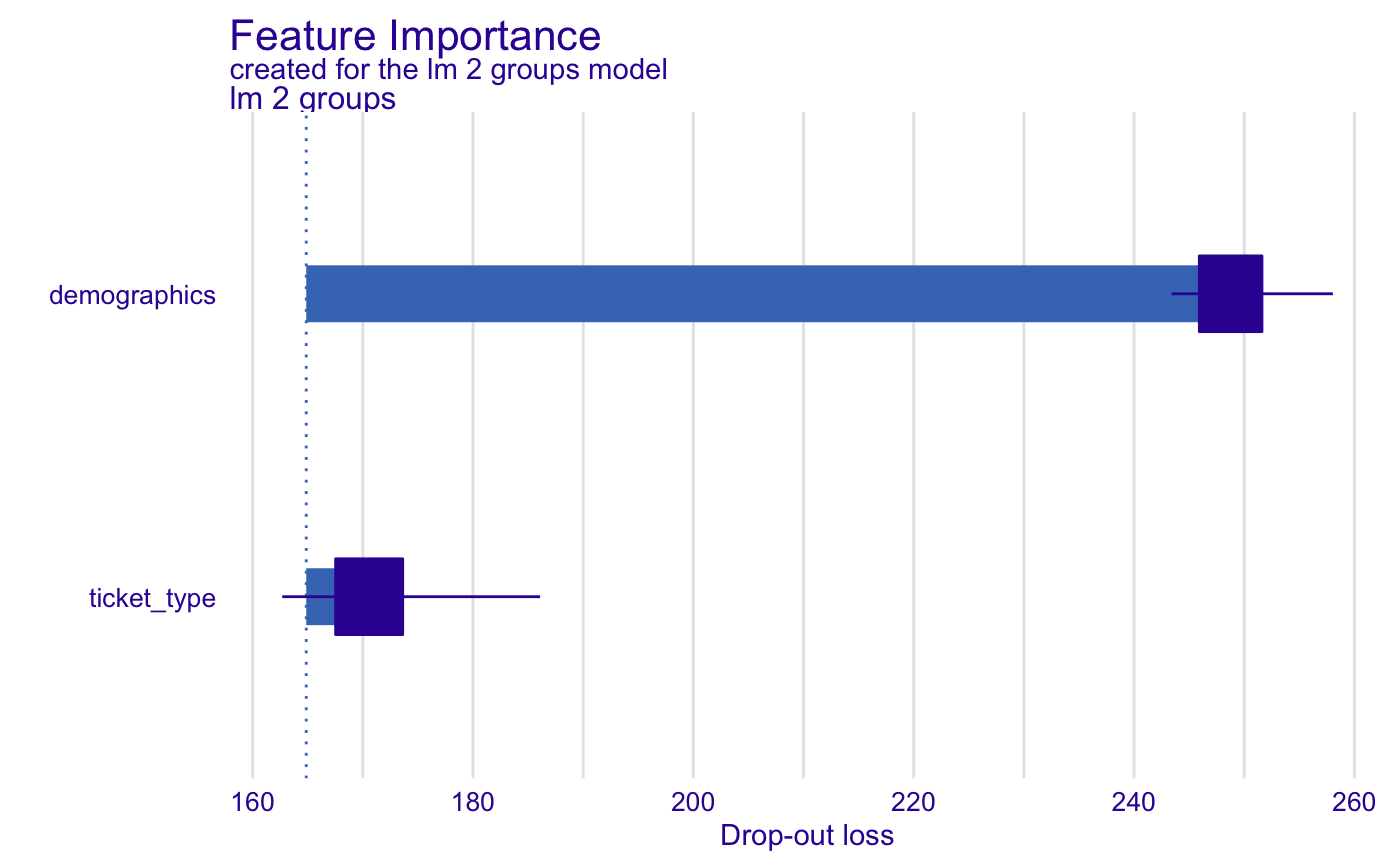 Feature Importance
created for the lm 2 groups model
lm 2 groups
demographics
ticket_type
160 180 200 220 240 260
Drop-out loss